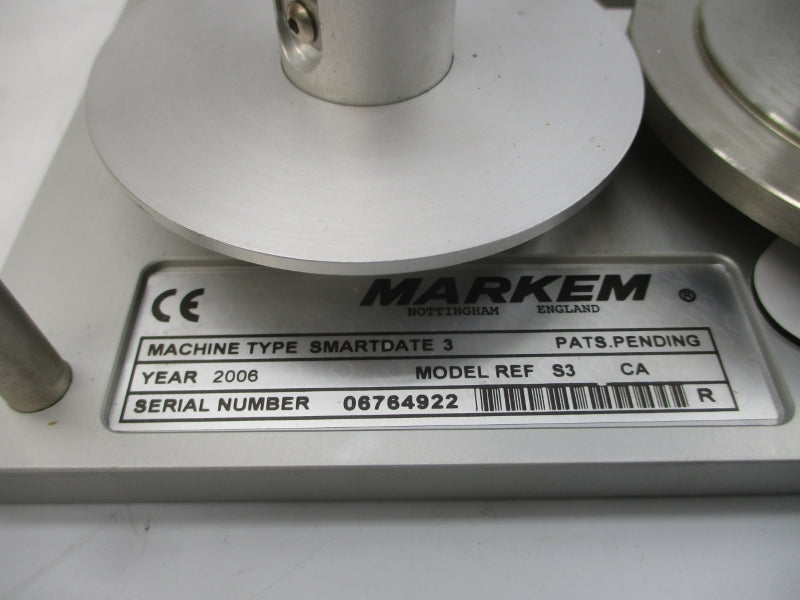 CE MARKEM ®
NOTTINGHAM ENGLAND
MACHINE TYPE SMARTDATE 3 PATS.PENDING
YEAR 2006 MODEL REF S3 CA
SERIAL NUMBER 06764922 R